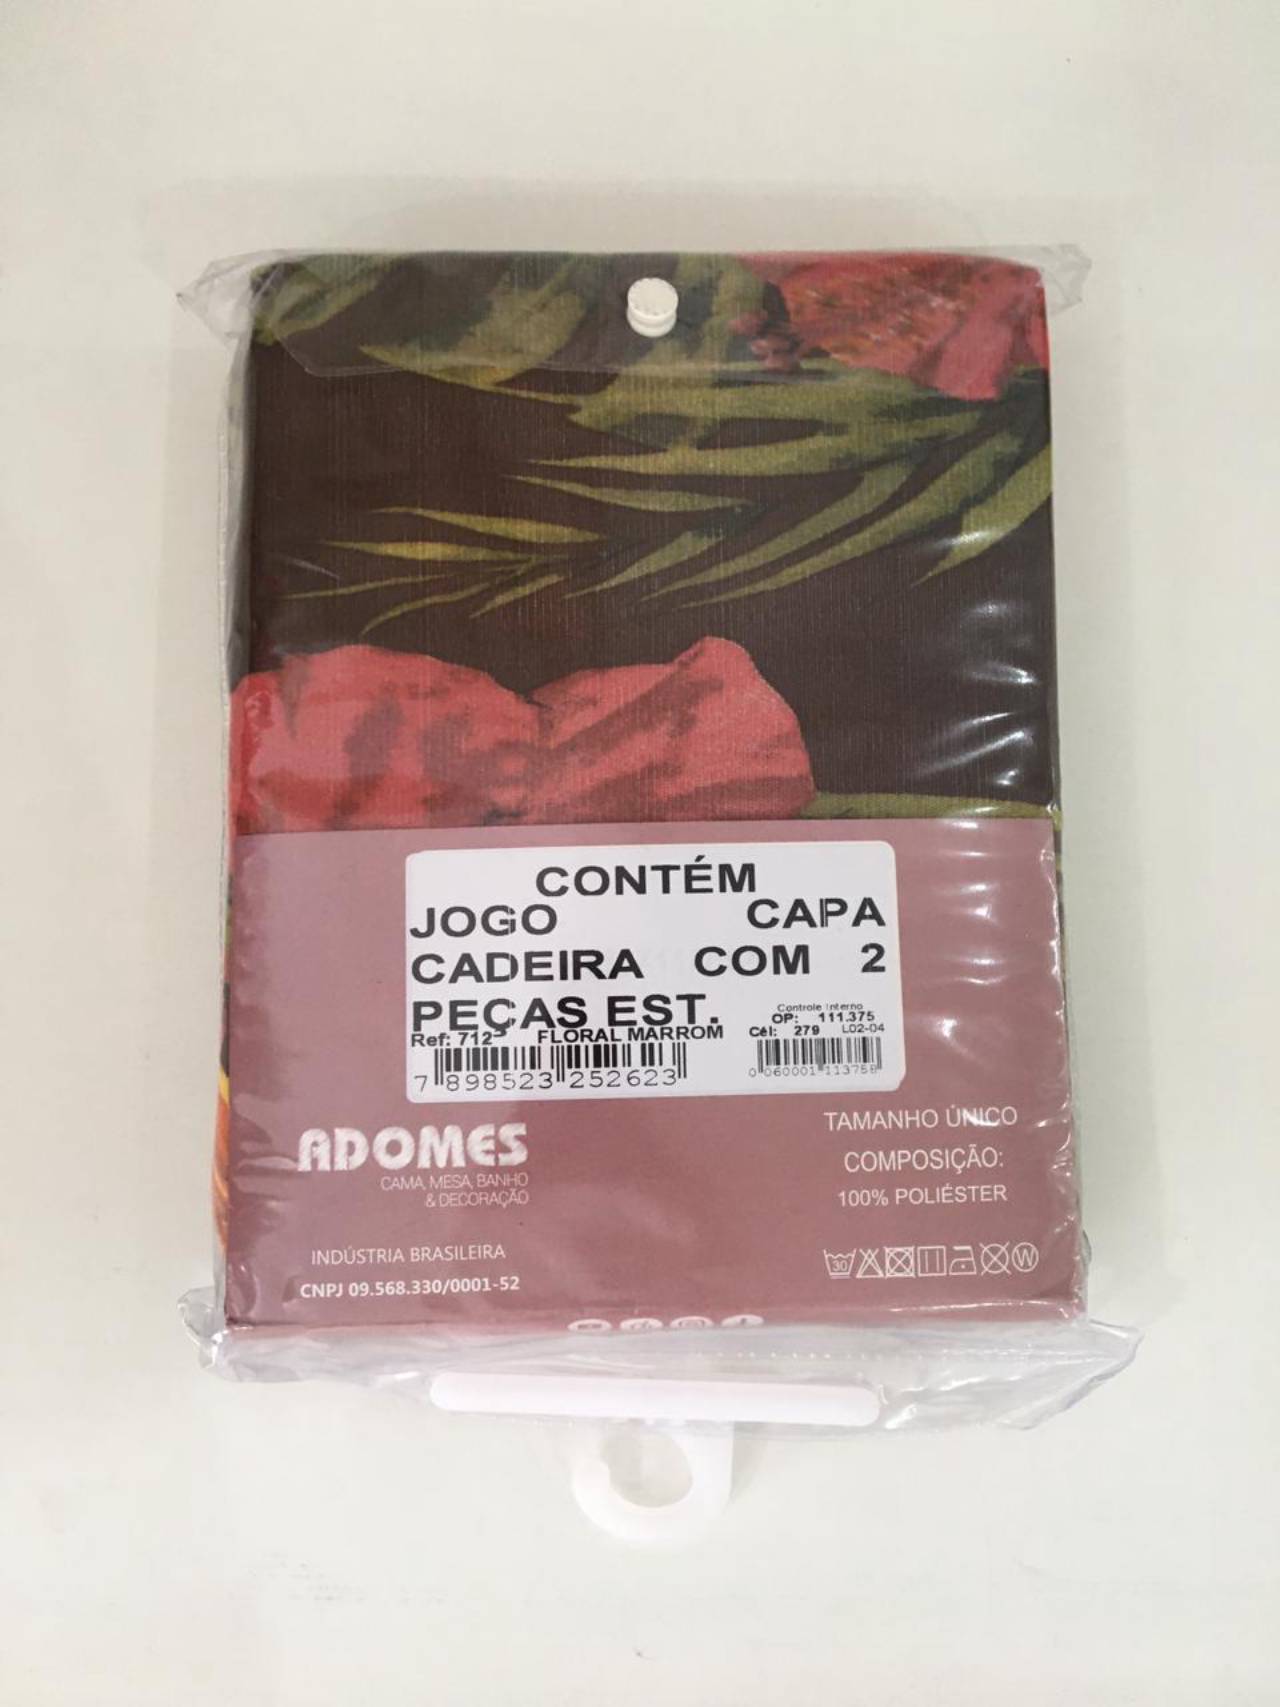 CONTÉM
JOGO CAPA
CADEIRA COM 2
PEÇAS EST.
Controle Interno
OP: 111.375
Ref: 712 FLORAL MARROM
Cél: 279 L02-04
7 898523 252623
0 060001 113758
ADOMES
CAMA, MESA, BANHO
& DECORAÇÃO
INDÚSTRIA BRASILEIRA
CNPJ 09.568.330/0001-52
TAMANHO ÚNICO
COMPOSIÇÃO:
100% POLIÉSTER
30
W